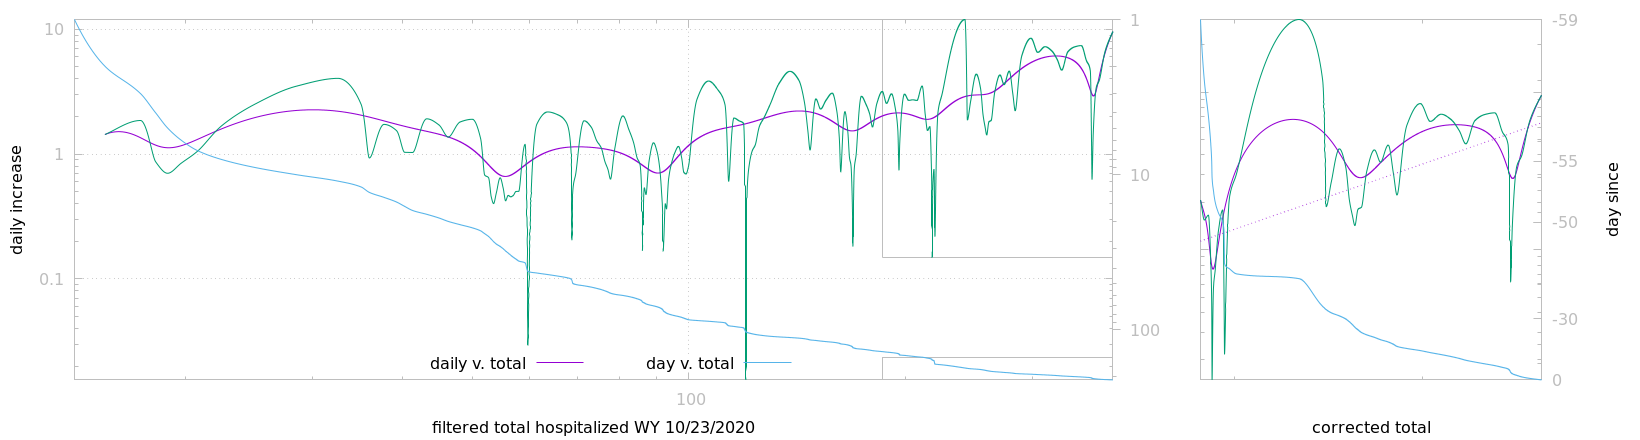 10
1
0.1
daily increase
daily v. total
day v. total
100
filtered total hospitalized WY 10/23/2020
1
10
100
-59
-55
-50
-30
0
day since
corrected total